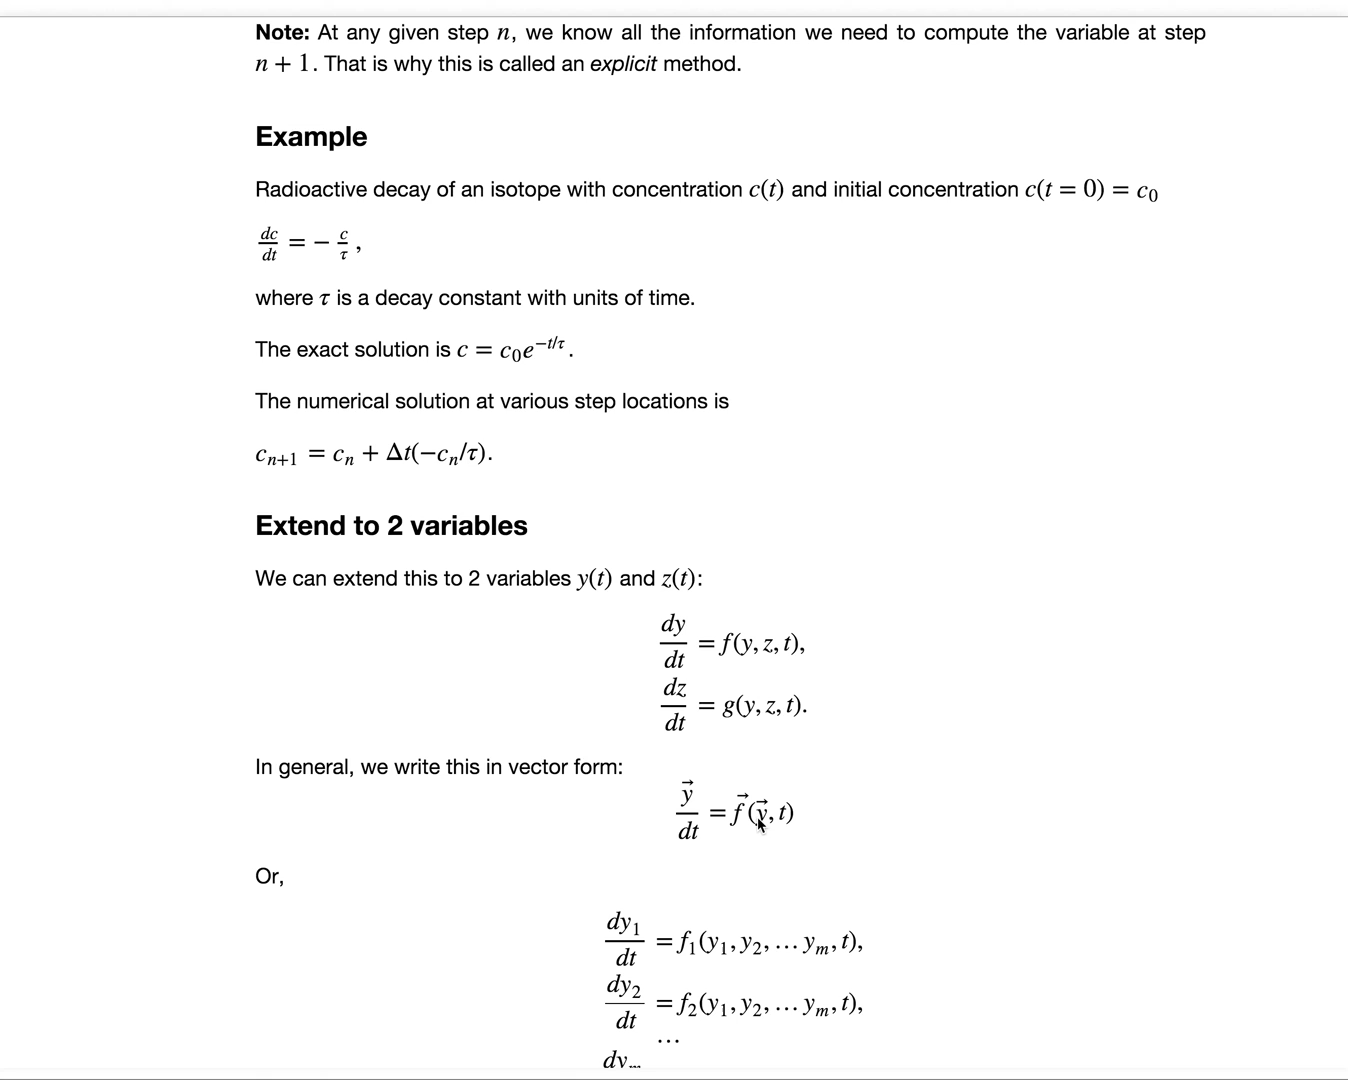 Note: At any given step n, we know all the information we need to compute the variable at step
n + 1. That is why this is called an explicit method.
Example
Radioactive decay of an isotope with concentration c(t) and initial concentration c(t = 0) = c₀
dc/dt = − c/τ ,
where τ is a decay constant with units of time.
The exact solution is c = c₀e^{−t/τ}.
The numerical solution at various step locations is
cₙ₊₁ = cₙ + Δt(−cₙ/τ).
Extend to 2 variables
We can extend this to 2 variables y(t) and z(t):
dy/dt = f(y, z, t),
dz/dt = g(y, z, t).
In general, we write this in vector form:
y⃗/dt = f⃗(y⃗, t)
Or,
dy₁/dt = f₁(y₁, y₂, … yₘ, t),
dy₂/dt = f₂(y₁, y₂, … yₘ, t),
…